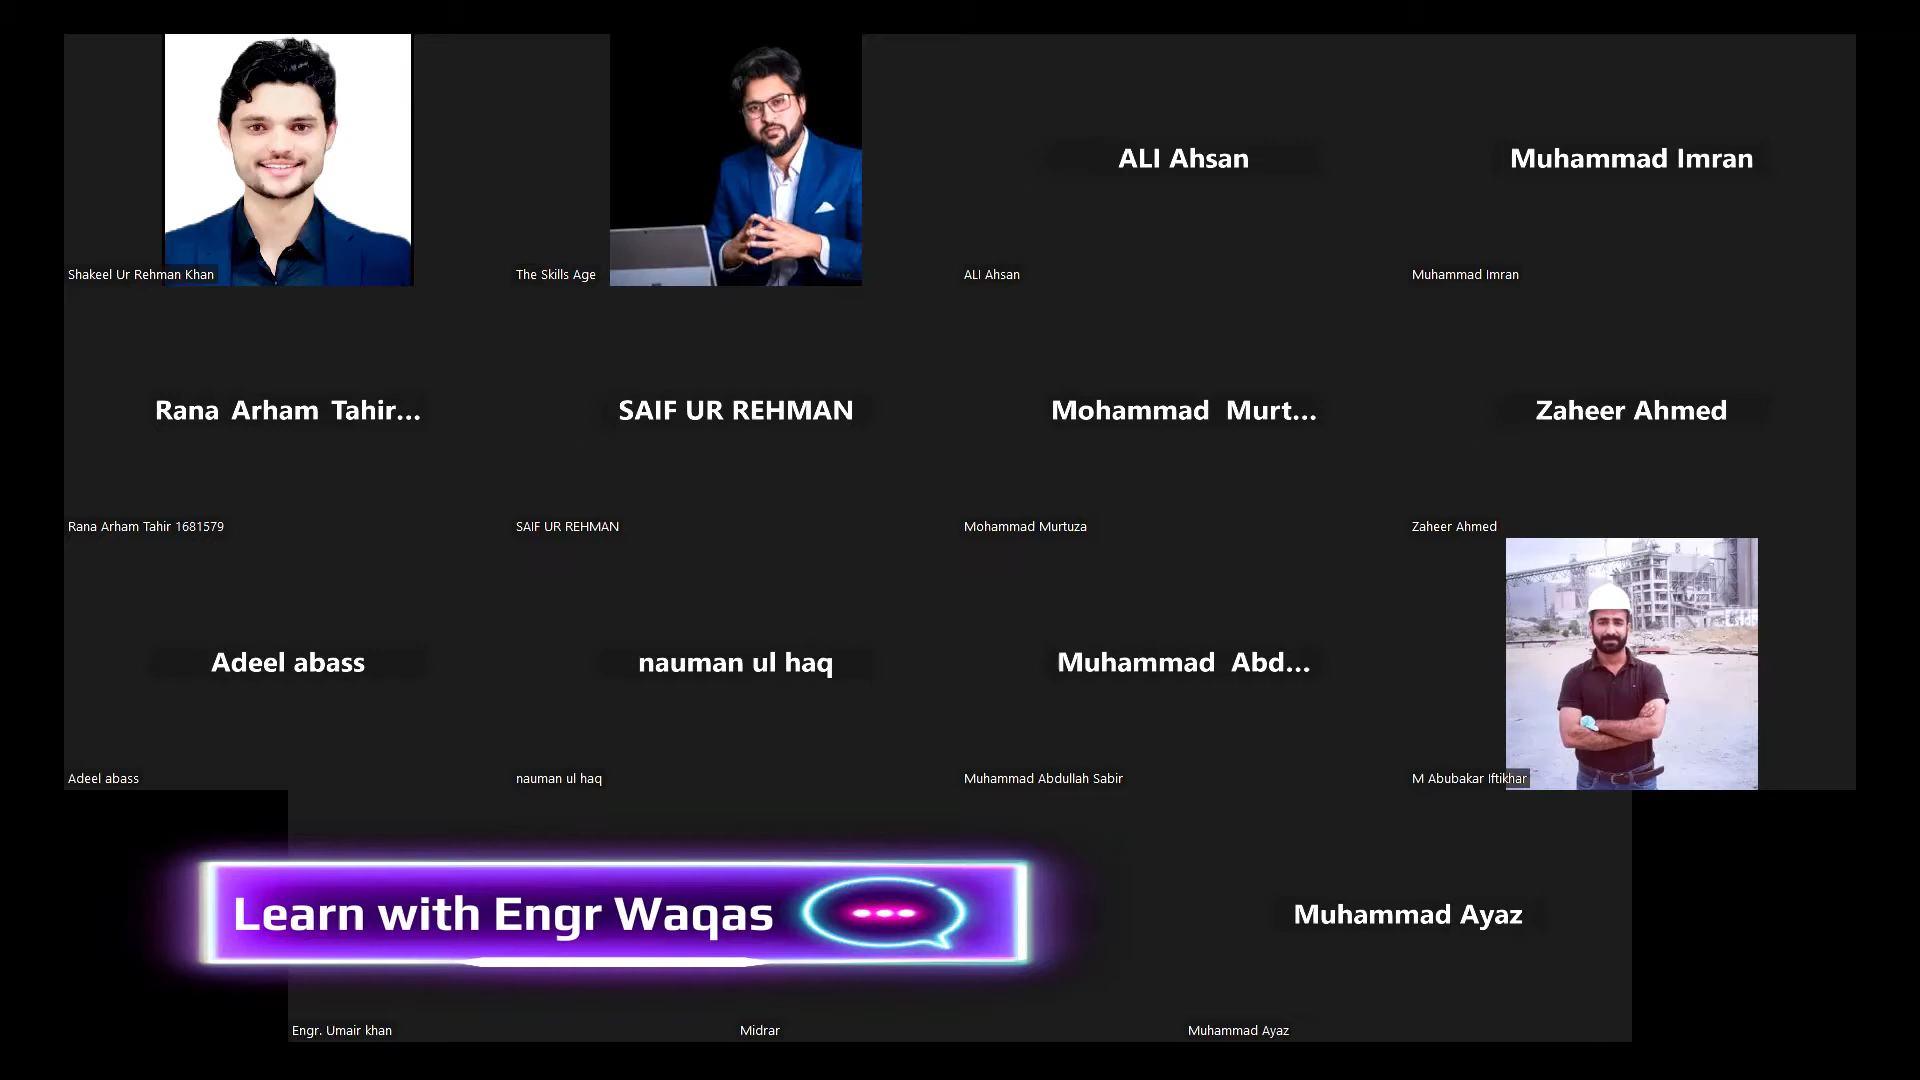 ALI Ahsan
Muhammad Imran
Shakeel Ur Rehman Khan
The Skills Age
ALI Ahsan
Muhammad Imran
Rana Arham Tahir...
SAIF UR REHMAN
Mohammad Murt...
Zaheer Ahmed
Rana Arham Tahir 1681579
SAIF UR REHMAN
Mohammad Murtuza
Zaheer Ahmed
Adeel abass
nauman ul haq
Muhammad Abd...
Adeel abass
nauman ul haq
Muhammad Abdullah Sabir
M Abubakar Iftikhar
Learn with Engr Waqas
Muhammad Ayaz
Engr. Umair khan
Midrar
Muhammad Ayaz